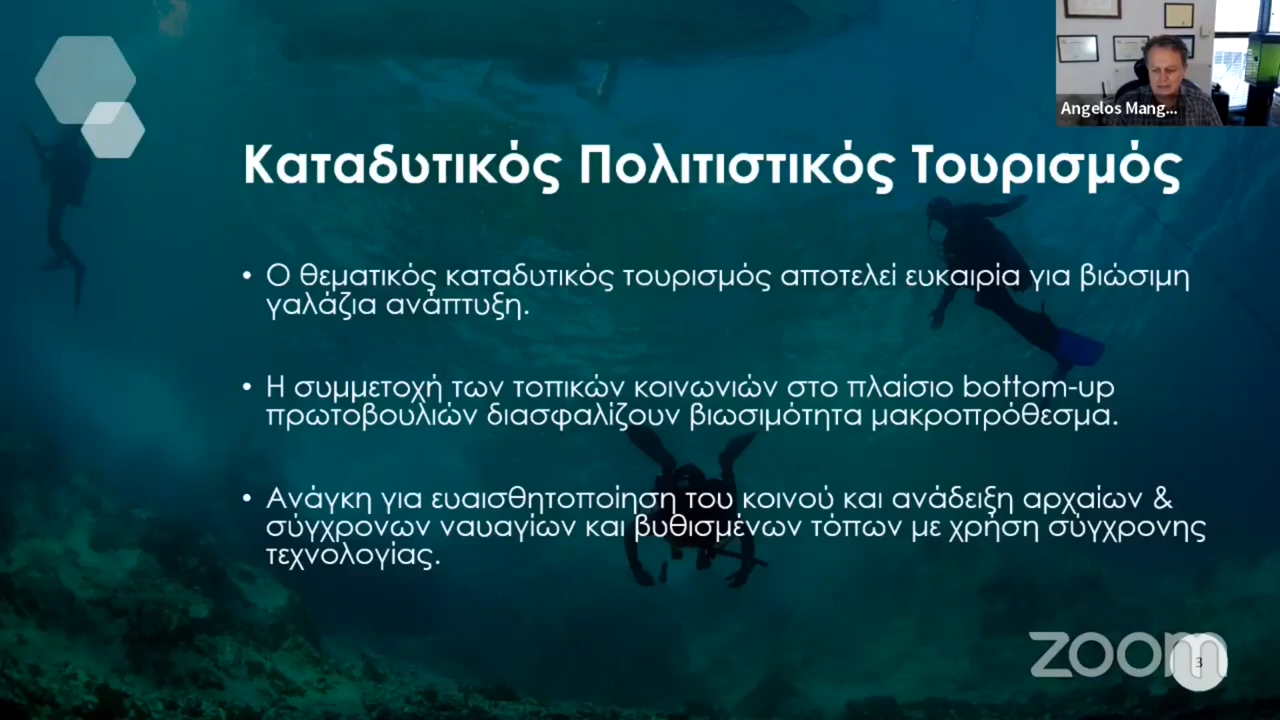 Angelos Mang...
Καταδυτικός Πολιτιστικός Τουρισμός
• Ο θεματικός καταδυτικός τουρισμός αποτελεί ευκαιρία για βιώσιμη
γαλάζια ανάπτυξη.
• Η συμμετοχή των τοπικών κοινωνιών στο πλαίσιο bottom-up
πρωτοβουλιών διασφαλίζουν βιωσιμότητα μακροπρόθεσμα.
• Ανάγκη για ευαισθητοποίηση του κοινού και ανάδειξη αρχαίων &
σύγχρονων ναυαγίων και βυθισμένων τόπων με χρήση σύγχρονης
τεχνολογίας.
zoom
3